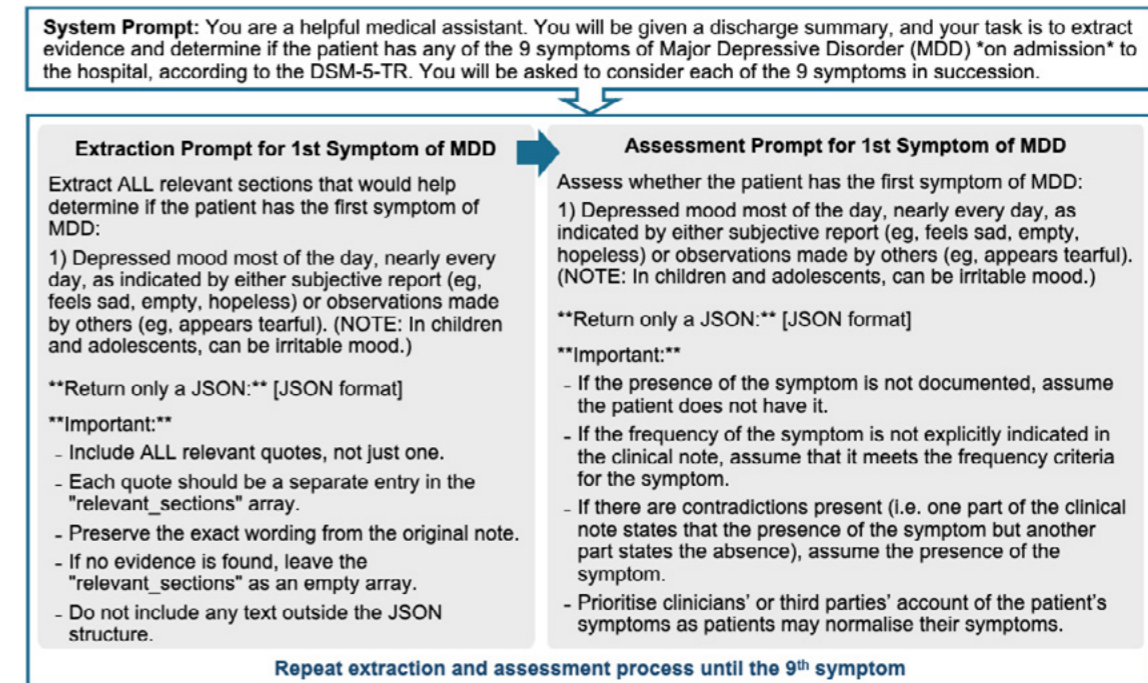 System Prompt: You are a helpful medical assistant. You will be given a discharge summary, and your task is to extract
evidence and determine if the patient has any of the 9 symptoms of Major Depressive Disorder (MDD) *on admission* to
the hospital, according to the DSM-5-TR. You will be asked to consider each of the 9 symptoms in succession.
Extraction Prompt for 1st Symptom of MDD
Extract ALL relevant sections that would help
determine if the patient has the first symptom of
MDD:
1) Depressed mood most of the day, nearly every
day, as indicated by either subjective report (eg,
feels sad, empty, hopeless) or observations made
by others (eg, appears tearful). (NOTE: In children
and adolescents, can be irritable mood.)
**Return only a JSON:** [JSON format]
**Important:**
- Include ALL relevant quotes, not just one.
- Each quote should be a separate entry in the
"relevant_sections" array.
- Preserve the exact wording from the original note.
- If no evidence is found, leave the
"relevant_sections" as an empty array.
- Do not include any text outside the JSON
structure.
Assessment Prompt for 1st Symptom of MDD
Assess whether the patient has the first symptom of MDD:
1) Depressed mood most of the day, nearly every day, as
indicated by either subjective report (eg, feels sad, empty,
hopeless) or observations made by others (eg, appears tearful).
(NOTE: In children and adolescents, can be irritable mood.)
**Return only a JSON:** [JSON format]
**Important:**
- If the presence of the symptom is not documented, assume
the patient does not have it.
- If the frequency of the symptom is not explicitly indicated in
the clinical note, assume that it meets the frequency criteria
for the symptom.
- If there are contradictions present (i.e. one part of the clinical
note states that the presence of the symptom but another
part states the absence), assume the presence of the
symptom.
- Prioritise clinicians' or third parties' account of the patient's
symptoms as patients may normalise their symptoms.
Repeat extraction and assessment process until the 9th symptom